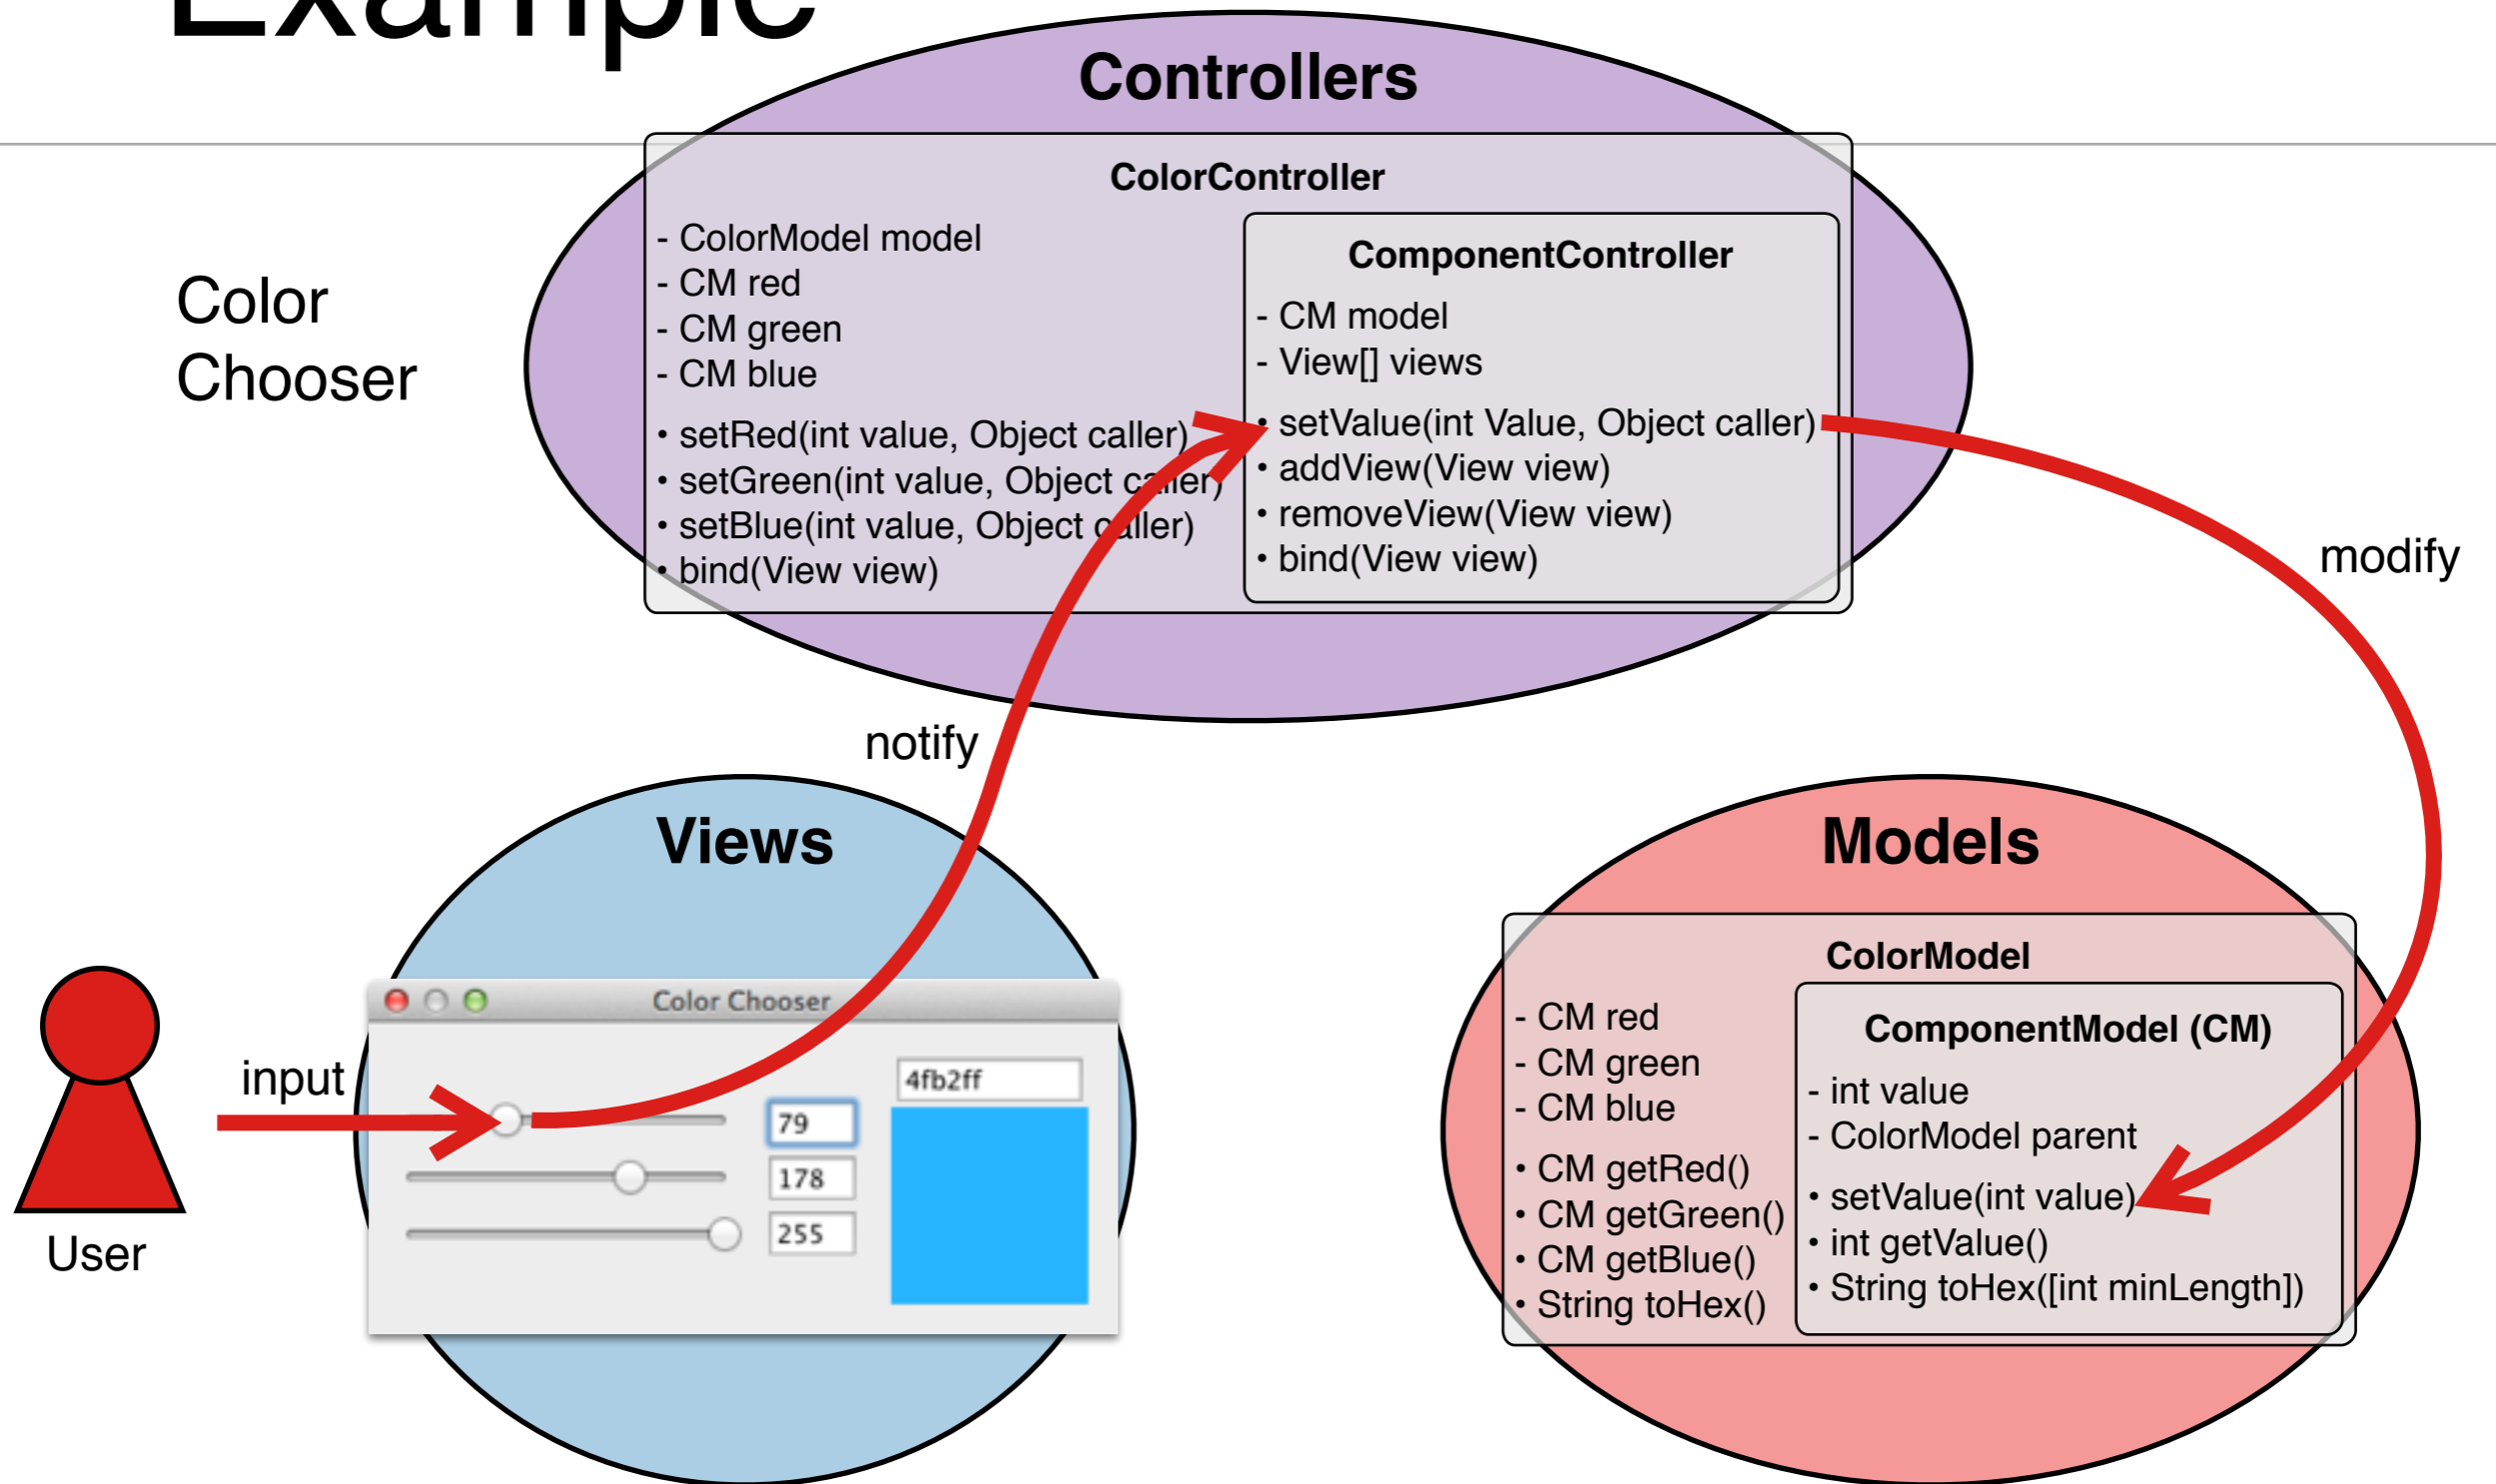 Example
Controllers
ColorController
- ColorModel model
- CM red
- CM green
- CM blue
• setRed(int value, Object caller)
• setGreen(int value, Object caller)
• setBlue(int value, Object caller)
• bind(View view)
ComponentController
- CM model
- View[] views
• setValue(int Value, Object caller)
• addView(View view)
• removeView(View view)
• bind(View view)
Color
Chooser
modify
notify
Views
Color Chooser
4fb2ff
79
178
255
input
User
Models
ColorModel
- CM red
- CM green
- CM blue
• CM getRed()
• CM getGreen()
• CM getBlue()
• String toHex()
ComponentModel (CM)
- int value
- ColorModel parent
• setValue(int value)
• int getValue()
• String toHex([int minLength])